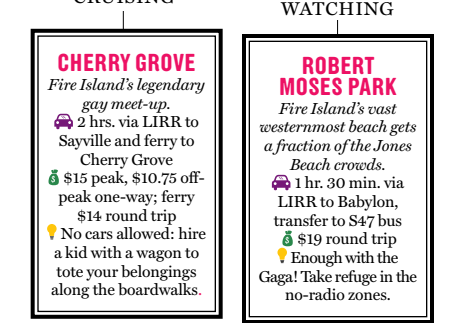 CRUISING
CHERRY GROVE
Fire Island's legendary
gay meet-up.
2 hrs. via LIRR to
Sayville and ferry to
Cherry Grove
$15 peak, $10.75 off-
peak one-way; ferry
$14 round trip
No cars allowed: hire
a kid with a wagon to
tote your belongings
along the boardwalks.
WATCHING
ROBERT
MOSES PARK
Fire Island's vast
westernmost beach gets
a fraction of the Jones
Beach crowds.
1 hr. 30 min. via
LIRR to Babylon,
transfer to S47 bus
$19 round trip
Enough with the
Gaga! Take refuge in the
no-radio zones.